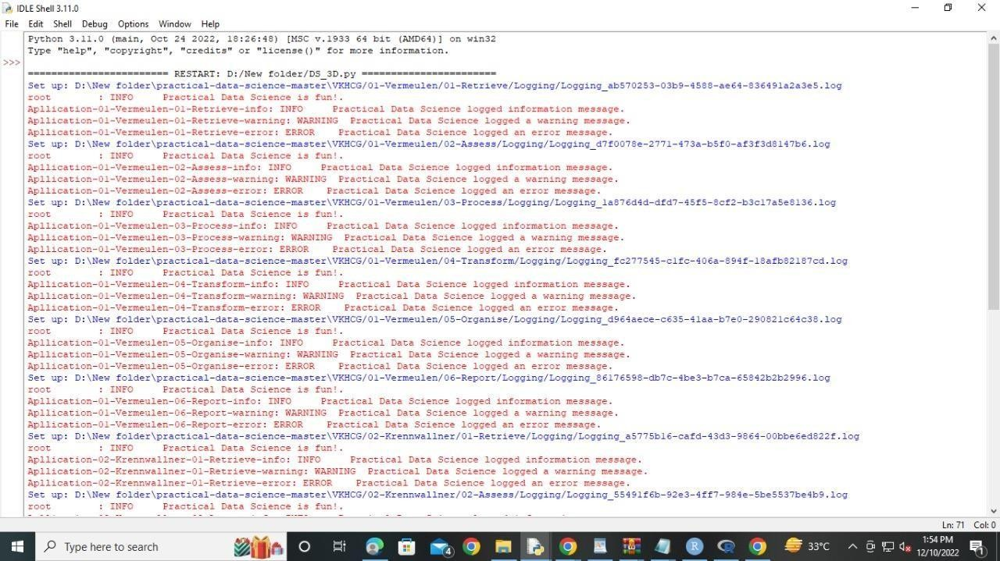 IDLE Shell 3.11.0
File Edit Shell Debug Options Window Help
Python 3.11.0 (main, Oct 24 2022, 18:26:48) [MSC v.1933 64 bit (AMD64)] on win32
Type "help", "copyright", "credits" or "license()" for more information.
>>>
======================== RESTART: D:/New folder/DS_3D.py =======================
Set up: D:\New folder\practical-data-science-master\VKHCG/01-Vermeulen/01-Retrieve/Logging/Logging_ab570253-03b9-4588-ae64-836491a2a3e5.log
root        : INFO     Practical Data Science is fun!.
Apllication-01-Vermeulen-01-Retrieve-info: INFO     Practical Data Science logged information message.
Apllication-01-Vermeulen-01-Retrieve-warning: WARNING  Practical Data Science logged a warning message.
Apllication-01-Vermeulen-01-Retrieve-error: ERROR    Practical Data Science logged an error message.
Set up: D:\New folder\practical-data-science-master\VKHCG/01-Vermeulen/02-Assess/Logging/Logging_d7f0078e-2771-473a-b5f0-af3f3d8147b6.log
root        : INFO     Practical Data Science is fun!.
Apllication-01-Vermeulen-02-Assess-info: INFO     Practical Data Science logged information message.
Apllication-01-Vermeulen-02-Assess-warning: WARNING  Practical Data Science logged a warning message.
Apllication-01-Vermeulen-02-Assess-error: ERROR    Practical Data Science logged an error message.
Set up: D:\New folder\practical-data-science-master\VKHCG/01-Vermeulen/03-Process/Logging/Logging_1a876d4d-dfd7-45f5-8cf2-b3c17a5e8136.log
root        : INFO     Practical Data Science is fun!.
Apllication-01-Vermeulen-03-Process-info: INFO     Practical Data Science logged information message.
Apllication-01-Vermeulen-03-Process-warning: WARNING  Practical Data Science logged a warning message.
Apllication-01-Vermeulen-03-Process-error: ERROR    Practical Data Science logged an error message.
Set up: D:\New folder\practical-data-science-master\VKHCG/01-Vermeulen/04-Transform/Logging/Logging_fc277545-c1fc-406a-894f-18afb82187cd.log
root        : INFO     Practical Data Science is fun!.
Apllication-01-Vermeulen-04-Transform-info: INFO     Practical Data Science logged information message.
Apllication-01-Vermeulen-04-Transform-warning: WARNING  Practical Data Science logged a warning message.
Apllication-01-Vermeulen-04-Transform-error: ERROR    Practical Data Science logged an error message.
Set up: D:\New folder\practical-data-science-master\VKHCG/01-Vermeulen/05-Organise/Logging/Logging_d964aece-c635-41aa-b7e0-290821c64c38.log
root        : INFO     Practical Data Science is fun!.
Apllication-01-Vermeulen-05-Organise-info: INFO     Practical Data Science logged information message.
Apllication-01-Vermeulen-05-Organise-warning: WARNING  Practical Data Science logged a warning message.
Apllication-01-Vermeulen-05-Organise-error: ERROR    Practical Data Science logged an error message.
Set up: D:\New folder\practical-data-science-master\VKHCG/01-Vermeulen/06-Report/Logging/Logging_86176598-db7c-4be3-b7ca-65842b2b2996.log
root        : INFO     Practical Data Science is fun!.
Apllication-01-Vermeulen-06-Report-info: INFO     Practical Data Science logged information message.
Apllication-01-Vermeulen-06-Report-warning: WARNING  Practical Data Science logged a warning message.
Apllication-01-Vermeulen-06-Report-error: ERROR    Practical Data Science logged an error message.
Set up: D:\New folder\practical-data-science-master\VKHCG/02-Krennwallner/01-Retrieve/Logging/Logging_a5775b16-cafd-43d3-9864-00bbe6ed822f.log
root        : INFO     Practical Data Science is fun!.
Apllication-02-Krennwallner-01-Retrieve-info: INFO     Practical Data Science logged information message.
Apllication-02-Krennwallner-01-Retrieve-warning: WARNING  Practical Data Science logged a warning message.
Apllication-02-Krennwallner-01-Retrieve-error: ERROR    Practical Data Science logged an error message.
Set up: D:\New folder\practical-data-science-master\VKHCG/02-Krennwallner/02-Assess/Logging/Logging_55491f6b-92e3-4ff7-984e-5be5537be4b9.log
root        : INFO     Practical Data Science is fun!.
Ln: 71 Col: 0
Type here to search
4
R
R
33°C
1:54 PM
12/10/2022
1